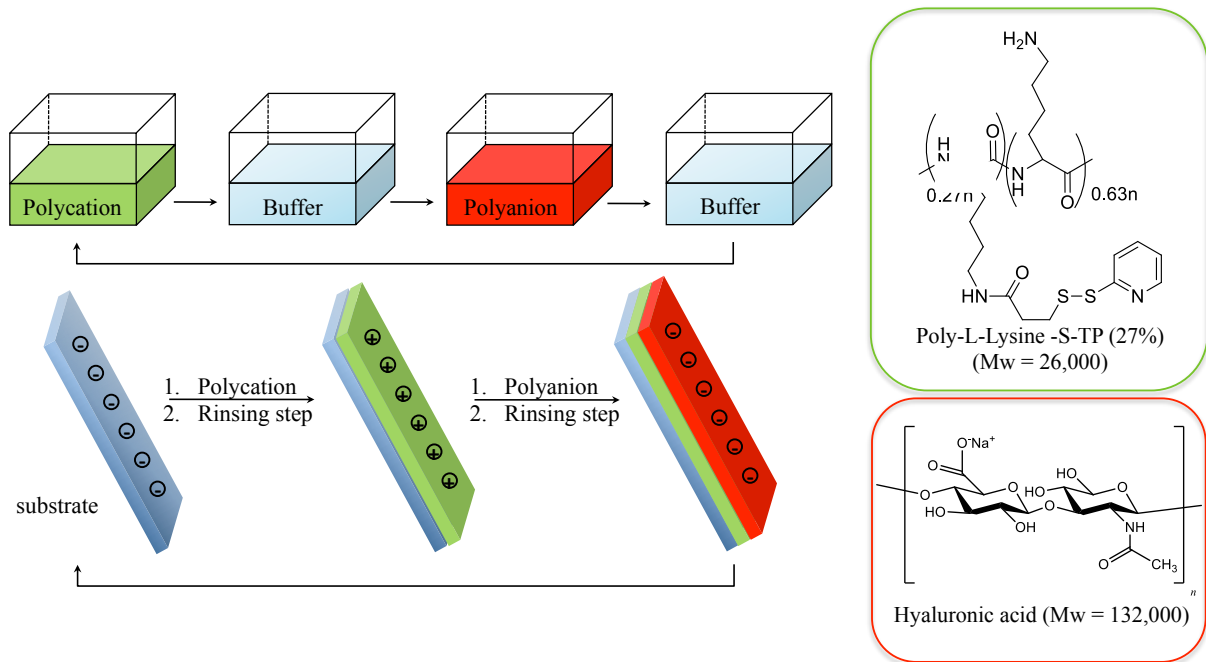 Polycation
Buffer
Polyanion
Buffer
substrate
1. Polycation
2. Rinsing step
1. Polyanion
2. Rinsing step
- - - - - -
+ + + + + +
- - - - - -
H₂N
H
N
O
N
H
O
0.27n
0.63n
HN
O
S–S
N
Poly-L-Lysine -S-TP (27%)
(Mw = 26,000)
O⁻Na⁺
O
O
HO
OH
O
HO
HO
O
NH
O
CH₃
n
Hyaluronic acid (Mw = 132,000)